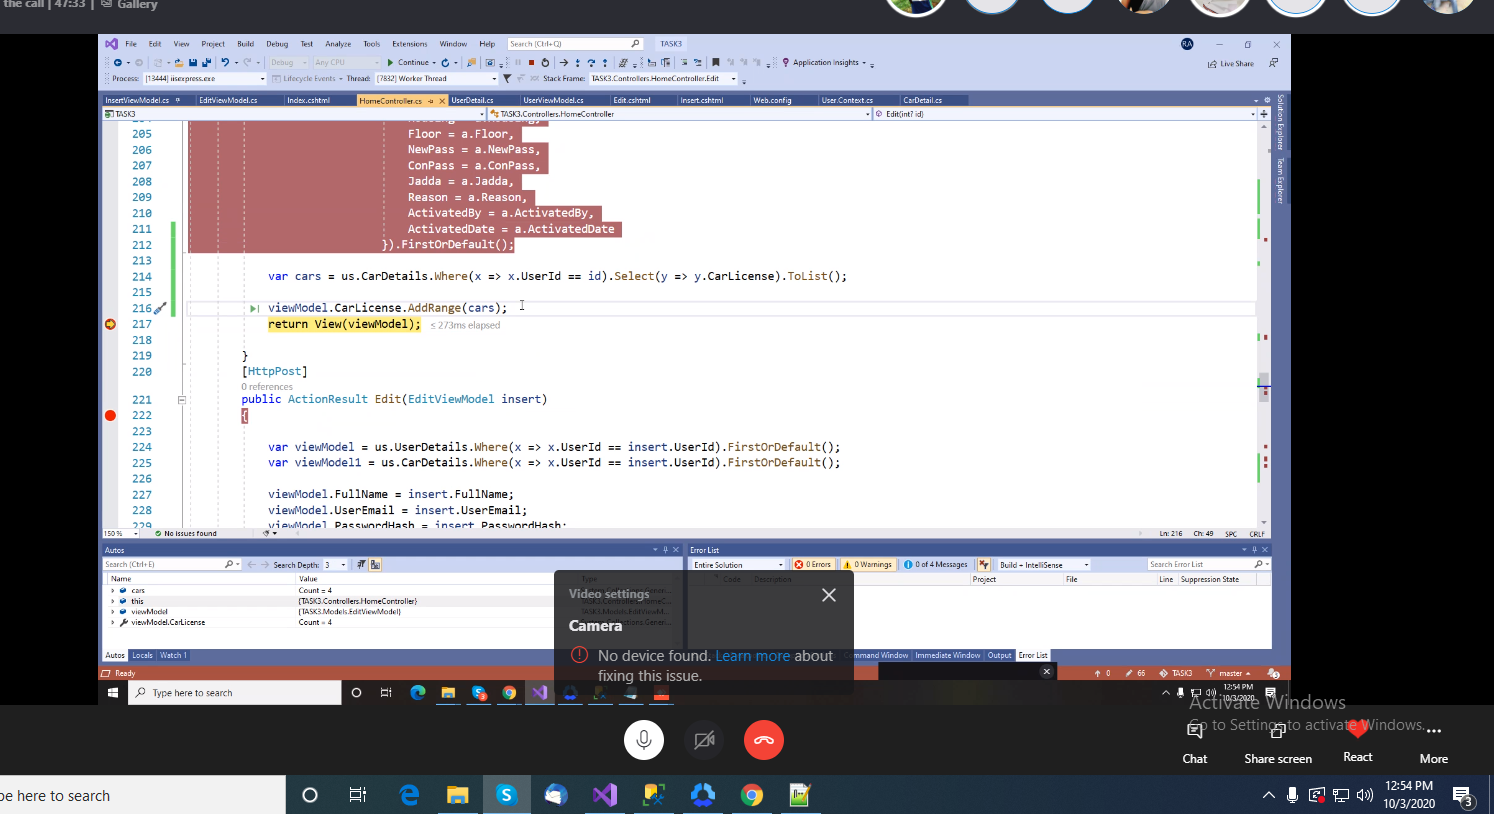 the call | 47:33 | Gallery
File Edit View Project Build Debug Test Analyze Tools Extensions Window Help Search (Ctrl+Q) TASK3 RA
Debug Any CPU Continue Application Insights Live Share
Process: [13444] iisexpress.exe Lifecycle Events Thread: [7832] Worker Thread Stack Frame: TASK3.Controllers.HomeController.Edit
InsertViewModel.cs EditViewModel.cs Index.cshtml HomeController.cs UserDetail.cs UserViewModel.cs Edit.cshtml Insert.cshtml Web.config User.Context.cs CarDetail.cs
TASK3 TASK3.Controllers.HomeController Edit(int? id)
Solution Explorer
Team Explorer
205 Floor = a.Floor,
206 NewPass = a.NewPass,
207 ConPass = a.ConPass,
208 Jadda = a.Jadda,
209 Reason = a.Reason,
210 ActivatedBy = a.ActivatedBy,
211 ActivatedDate = a.ActivatedDate
212 }).FirstOrDefault();
213
214 var cars = us.CarDetails.Where(x => x.UserId == id).Select(y => y.CarLicense).ToList();
215
216 viewModel.CarLicense.AddRange(cars);
217 return View(viewModel); ≤ 273ms elapsed
218
219 }
220 [HttpPost]
0 references
221 public ActionResult Edit(EditViewModel insert)
222 {
223
224 var viewModel = us.UserDetails.Where(x => x.UserId == insert.UserId).FirstOrDefault();
225 var viewModel1 = us.CarDetails.Where(x => x.UserId == insert.UserId).FirstOrDefault();
226
227 viewModel.FullName = insert.FullName;
228 viewModel.UserEmail = insert.UserEmail;
229 viewModel.PasswordHash = insert.PasswordHash;
150 % No issues found Ln: 216 Ch: 49 SPC CRLF
Autos Error List
Search (Ctrl+E) Search Depth: 3 Entire Solution 0 Errors 0 Warnings 0 of 4 Messages Build + IntelliSense Search Error List
Name Value Type Code Description Project File Line Suppression State
cars Count = 4
this {TASK3.Controllers.HomeController}
viewModel {TASK3.Models.EditViewModel}
viewModel.CarLicense Count = 4
Video settings
Camera
No device found. Learn more about
fixing this issue.
Autos Locals Watch 1 Command Window Immediate Window Output Error List
Ready 0 66 TASK3 master
Type here to search 12:54 PM
10/3/2020
Activate Windows
Go to Settings to activate Windows.
Chat Share screen React More
pe here to search 12:54 PM
10/3/2020 3